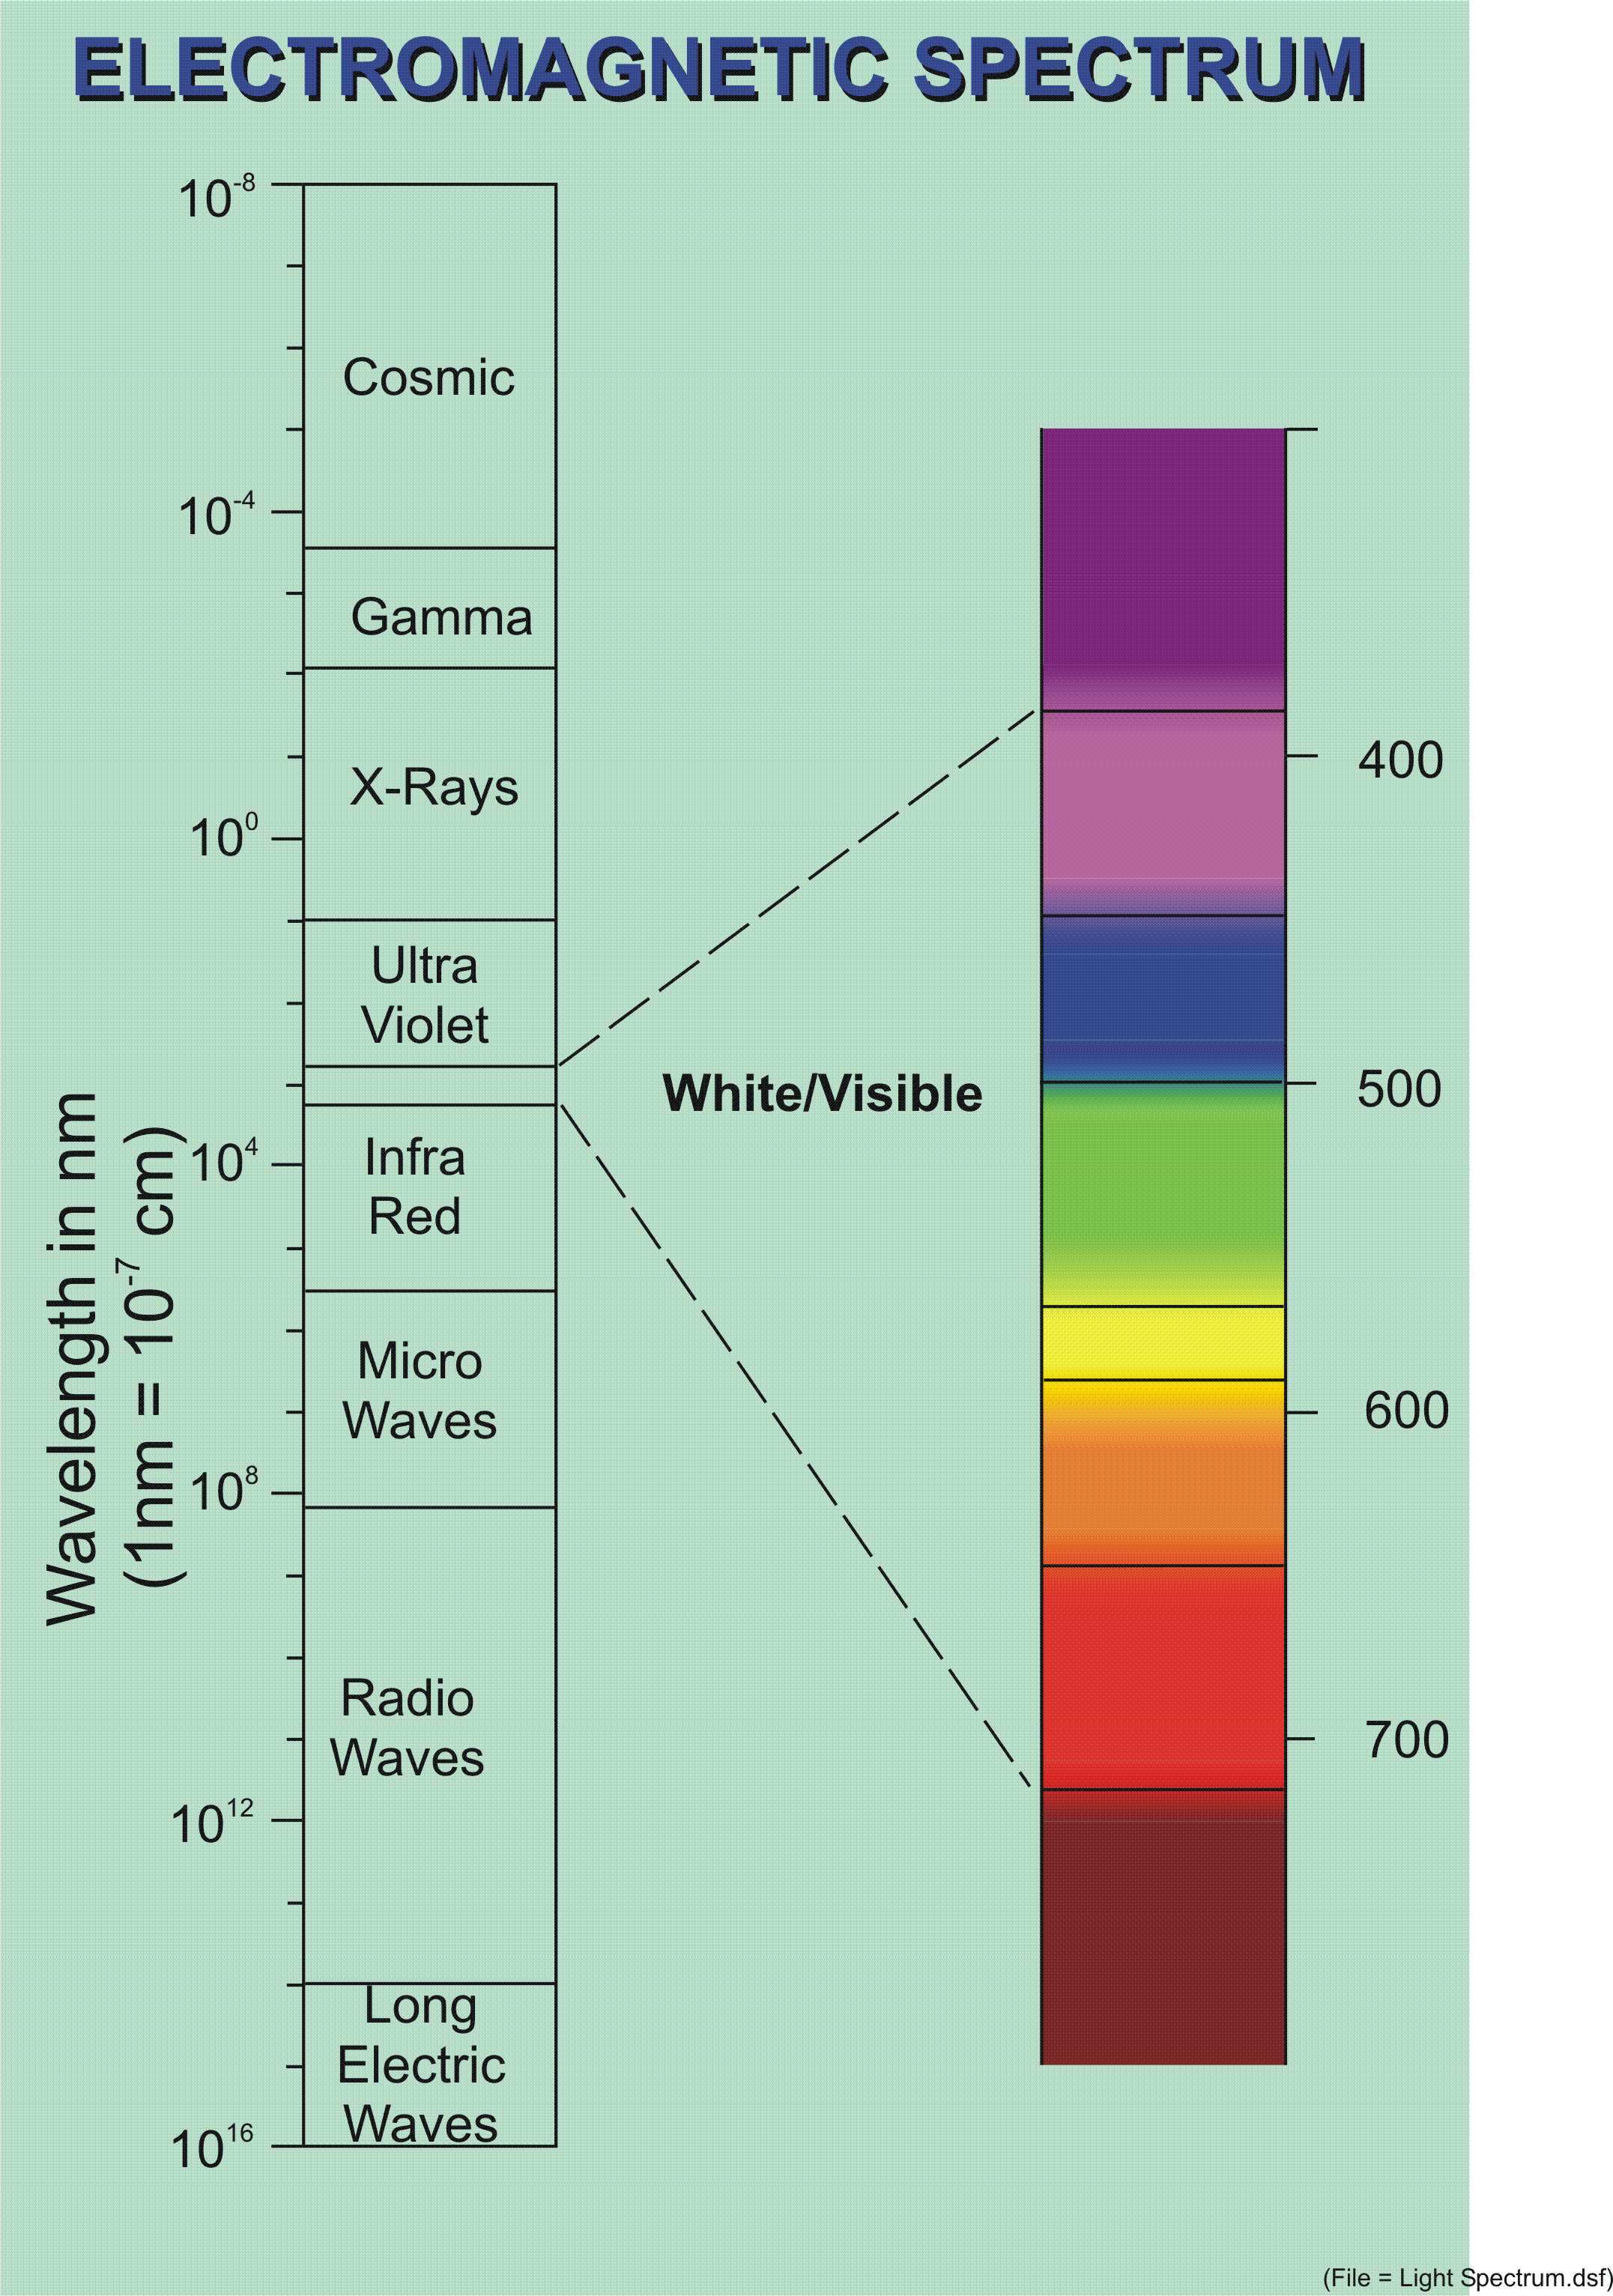 ELECTROMAGNETIC SPECTRUM
10⁻⁸
Cosmic
10⁻⁴
Gamma
X-Rays
10⁰
Ultra
Violet
Wavelength in nm
(1nm = 10⁻⁷ cm)
10⁴
Infra
Red
Micro
Waves
10⁸
Radio
Waves
10¹²
Long
Electric
Waves
10¹⁶
White/Visible
400
500
600
700
(File = Light Spectrum.dsf)